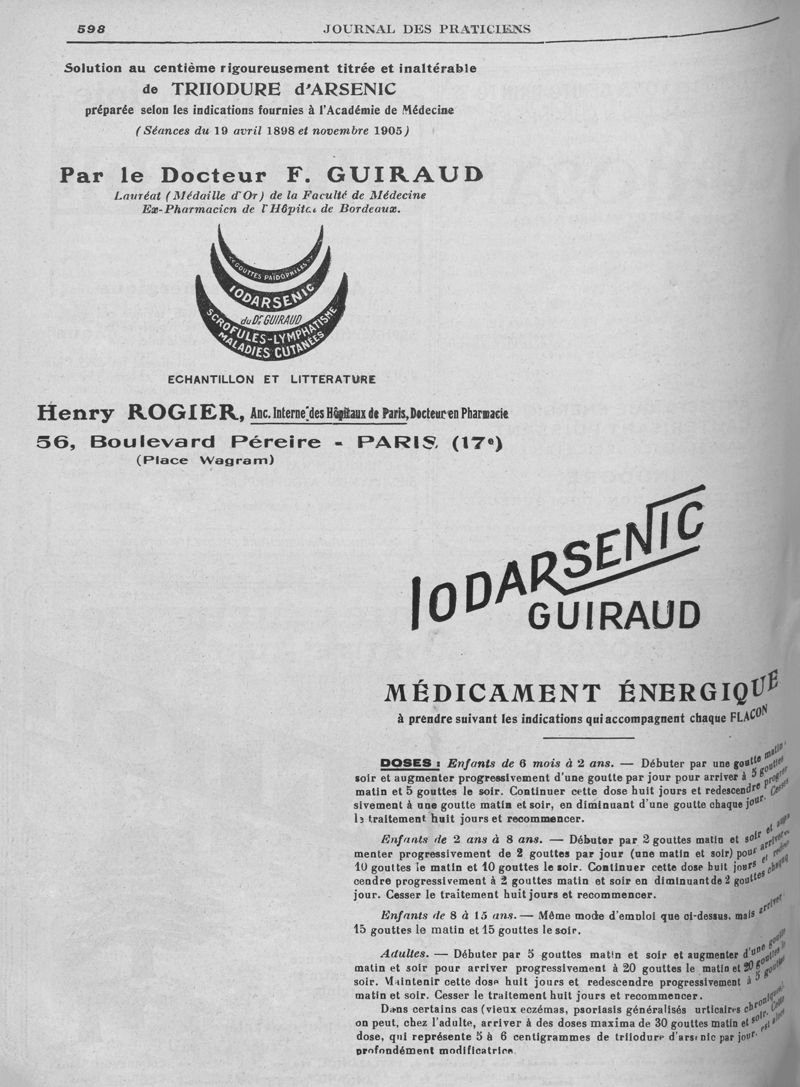 598
JOURNAL DES PRATICIENS
Solution au centième rigoureusement titrée et inaltérable
de TRIIODURE d'ARSENIC
préparée selon les indications fournies à l'Académie de Médecine
(Séances du 19 avril 1898 et novembre 1905)
Par le Docteur F. GUIRAUD
Lauréat (Médaille d'Or) de la Faculté de Médecine
Ex-Pharmacien de l'Hôpital de Bordeaux.
"GOUTTES PAÏDOPHILES"
IODARSENIC
du Dr GUIRAUD
SCROFULES-LYMPHATISME
MALADIES CUTANÉES
ECHANTILLON ET LITTERATURE
Henry ROGIER, Anc. Interne des Hôpitaux de Paris, Docteur en Pharmacie
56, Boulevard Péreire - PARIS (17e)
(Place Wagram)
IODARSENIC
GUIRAUD
MÉDICAMENT ÉNERGIQUE
à prendre suivant les indications qui accompagnent chaque FLACON
DOSES : Enfants de 6 mois à 2 ans. — Débuter par une goutte matin
soir et augmenter progressivement d'une goutte par jour pour arriver à 5 gouttes
matin et 5 gouttes le soir. Continuer cette dose huit jours et redescendre progres
sivement à une goutte matin et soir, en diminuant d'une goutte chaque jour. Cesser
le traitement huit jours et recommencer.
Enfants de 2 ans à 8 ans. — Débuter par 2 gouttes matin et soir et aug
menter progressivement de 2 gouttes par jour (une matin et soir) pour arriver
10 gouttes le matin et 10 gouttes le soir. Continuer cette dose huit jours et
cendre progressivement à 2 gouttes matin et soir en diminuant de 2 gouttes chaque
jour. Cesser le traitement huit jours et recommencer.
Enfants de 8 à 15 ans. — Même mode d'emploi que ci-dessus, mais arriver
15 gouttes le matin et 15 gouttes le soir.
Adultes. — Débuter par 5 gouttes matin et soir et augmenter d'une goutte
matin et soir pour arriver progressivement à 20 gouttes le matin et 20 gouttes
soir. Maintenir cette dose huit jours et redescendre progressivement à 5 gouttes
matin et soir. Cesser le traitement huit jours et recommencer.
Dans certains cas (vieux eczémas, psoriasis généralisés urticaires chroniques
on peut, chez l'adulte, arriver à des doses maxima de 30 gouttes matin et soir. Cette
dose, qui représente 5 à 6 centigrammes de triiodure d'arsenic par jour. est
profondément modificatrice.